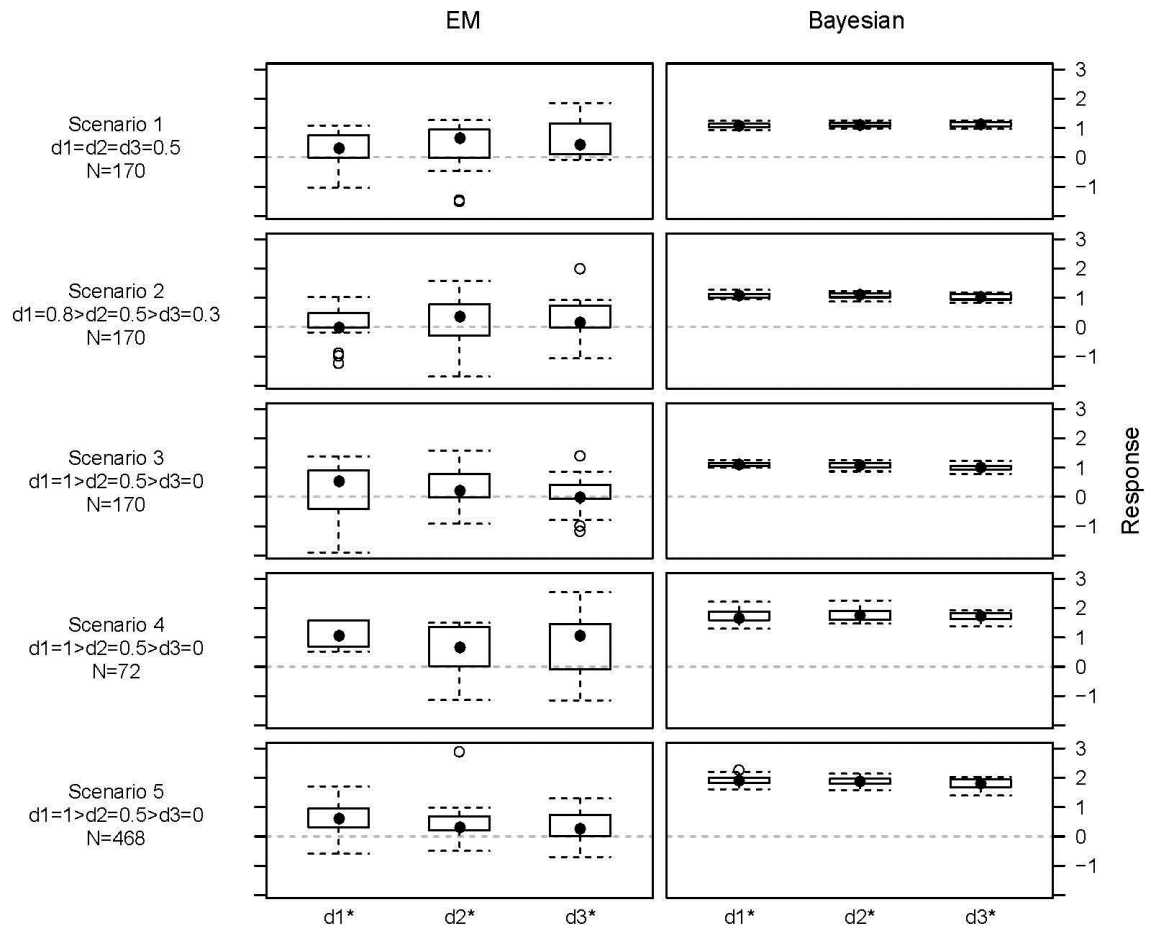 EM
Bayesian
Scenario 1
d1=d2=d3=0.5
N=170
3
2
1
0
−1
Scenario 2
d1=0.8>d2=0.5>d3=0.3
N=170
3
2
1
0
−1
Scenario 3
d1=1>d2=0.5>d3=0
N=170
3
2
1
0
−1
Scenario 4
d1=1>d2=0.5>d3=0
N=72
3
2
1
0
−1
Scenario 5
d1=1>d2=0.5>d3=0
N=468
3
2
1
0
−1
Response
d1* d2* d3* d1* d2* d3*